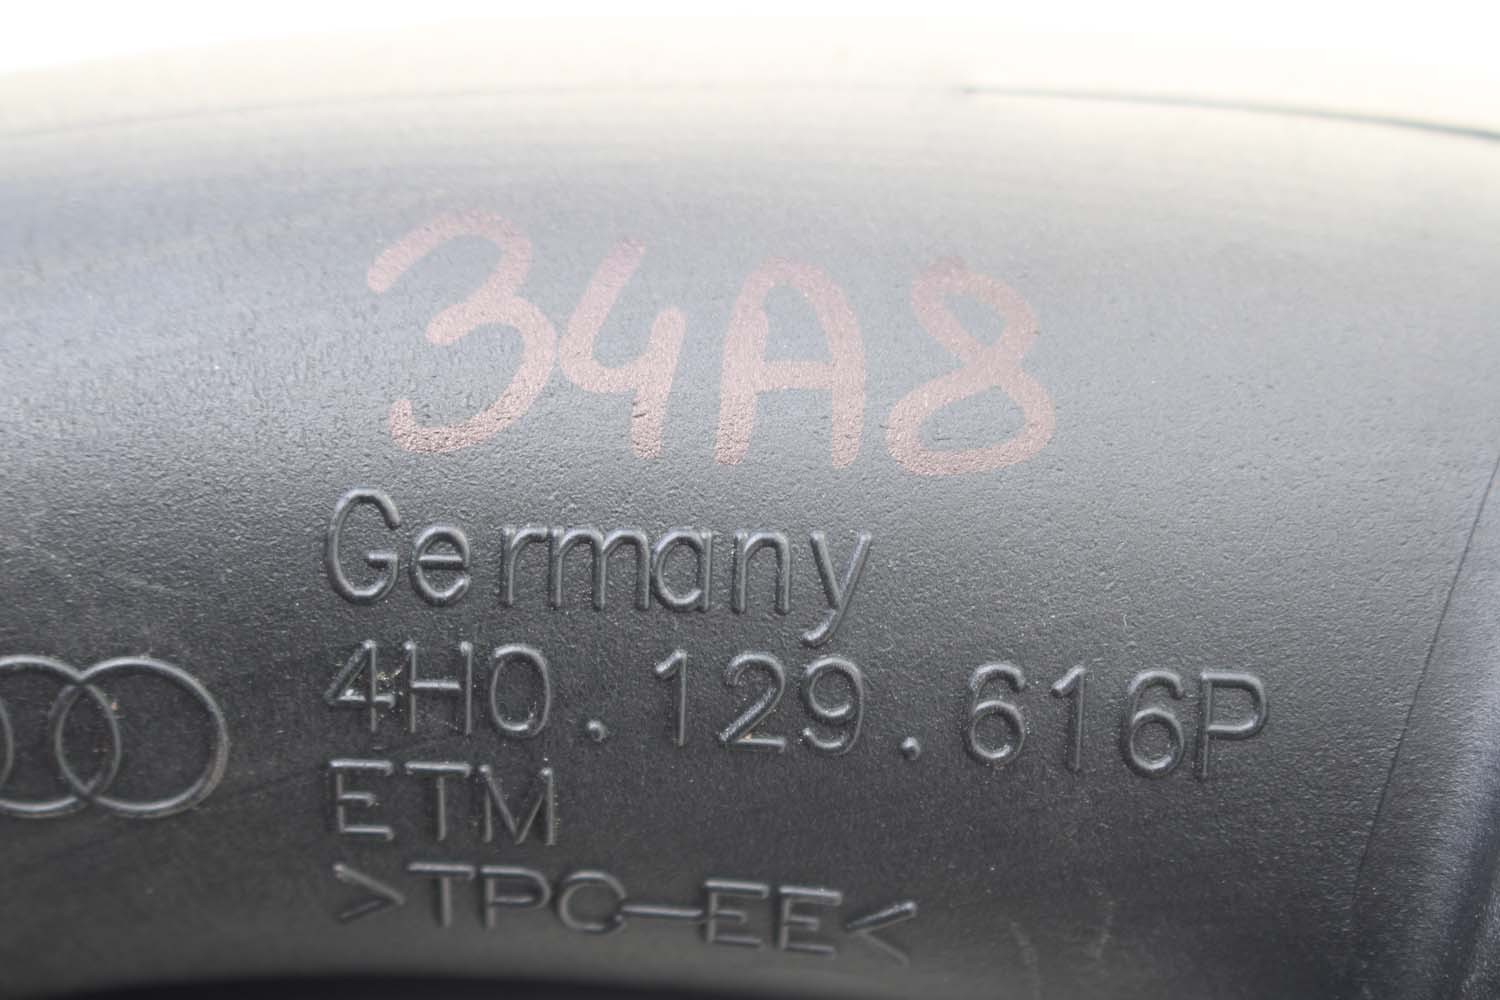 34A8
Germany
4H0.129.616P
ETM
>TPC-EE<